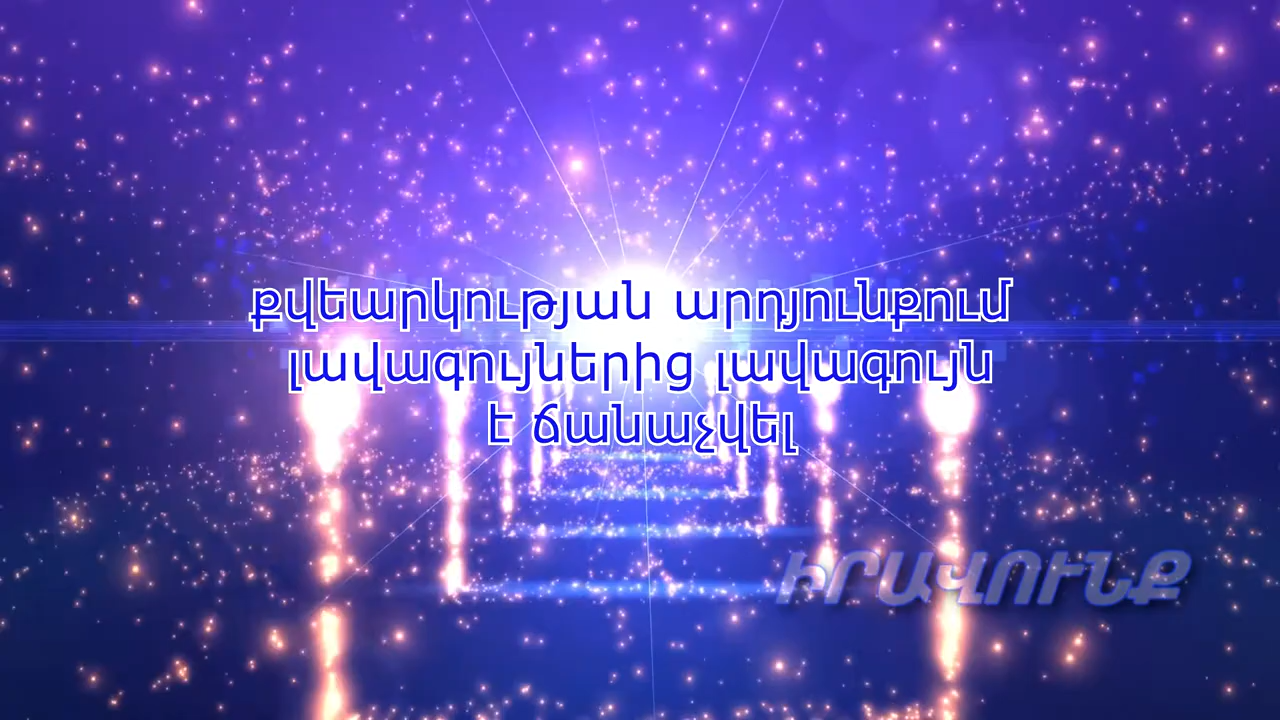 քվեարկության արդյունքում
լավագույներից լավագույն
է ճանաչվել
ԻՐԱՎՈՒՆՔ